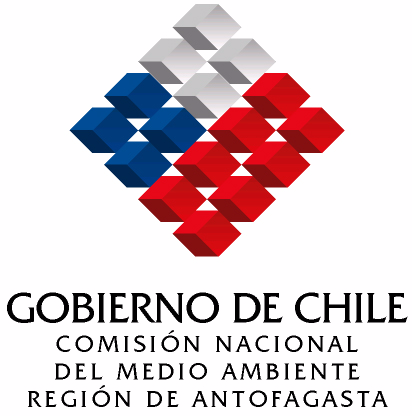 GOBIERNO DE CHILE
COMISIÓN NACIONAL
DEL MEDIO AMBIENTE
REGIÓN DE ANTOFAGASTA